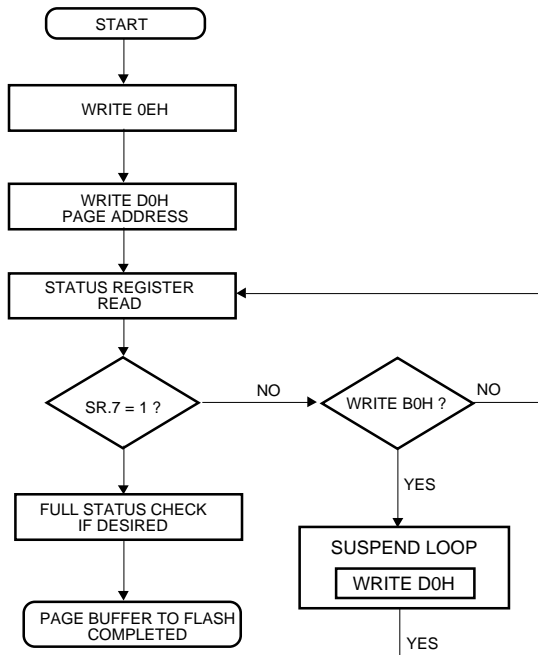 START
WRITE 0EH
WRITE D0H
PAGE ADDRESS
STATUS REGISTER
READ
SR.7 = 1 ?
NO
WRITE B0H ?
NO
YES
FULL STATUS CHECK
IF DESIRED
SUSPEND LOOP
WRITE D0H
YES
PAGE BUFFER TO FLASH
COMPLETED